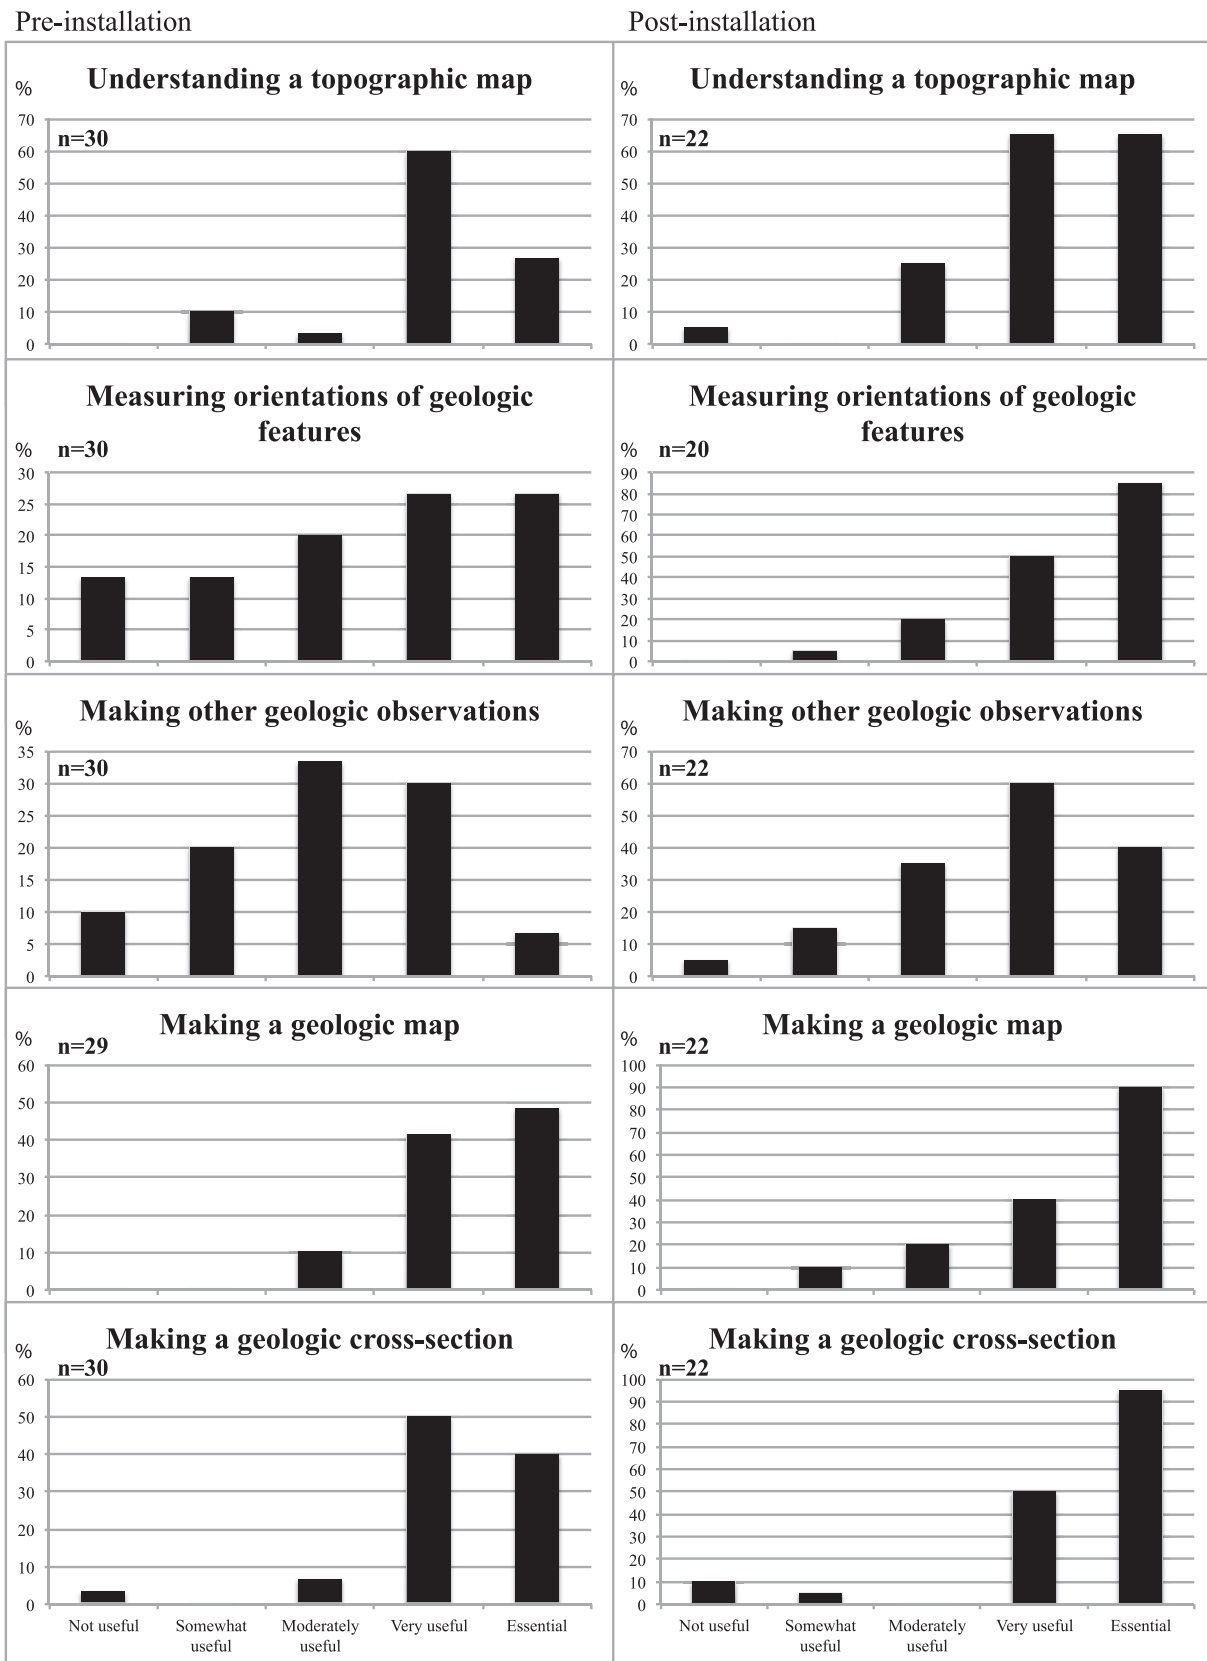 Pre-installation
Post-installation
Understanding a topographic map
%
n=30
70
60
50
40
30
20
10
0
Understanding a topographic map
%
n=22
70
60
50
40
30
20
10
0
Measuring orientations of geologic
features
%
n=30
30
25
20
15
10
5
0
Measuring orientations of geologic
features
%
n=20
90
80
70
60
50
40
30
20
10
0
Making other geologic observations
%
n=30
35
30
25
20
15
10
5
0
Making other geologic observations
%
n=22
70
60
50
40
30
20
10
0
Making a geologic map
%
n=29
60
50
40
30
20
10
0
Making a geologic map
%
n=22
100
90
80
70
60
50
40
30
20
10
0
Making a geologic cross-section
%
n=30
60
50
40
30
20
10
0
Not useful
Somewhat
useful
Moderately
useful
Very useful
Essential
Making a geologic cross-section
%
n=22
100
90
80
70
60
50
40
30
20
10
0
Not useful
Somewhat
useful
Moderately
useful
Very useful
Essential